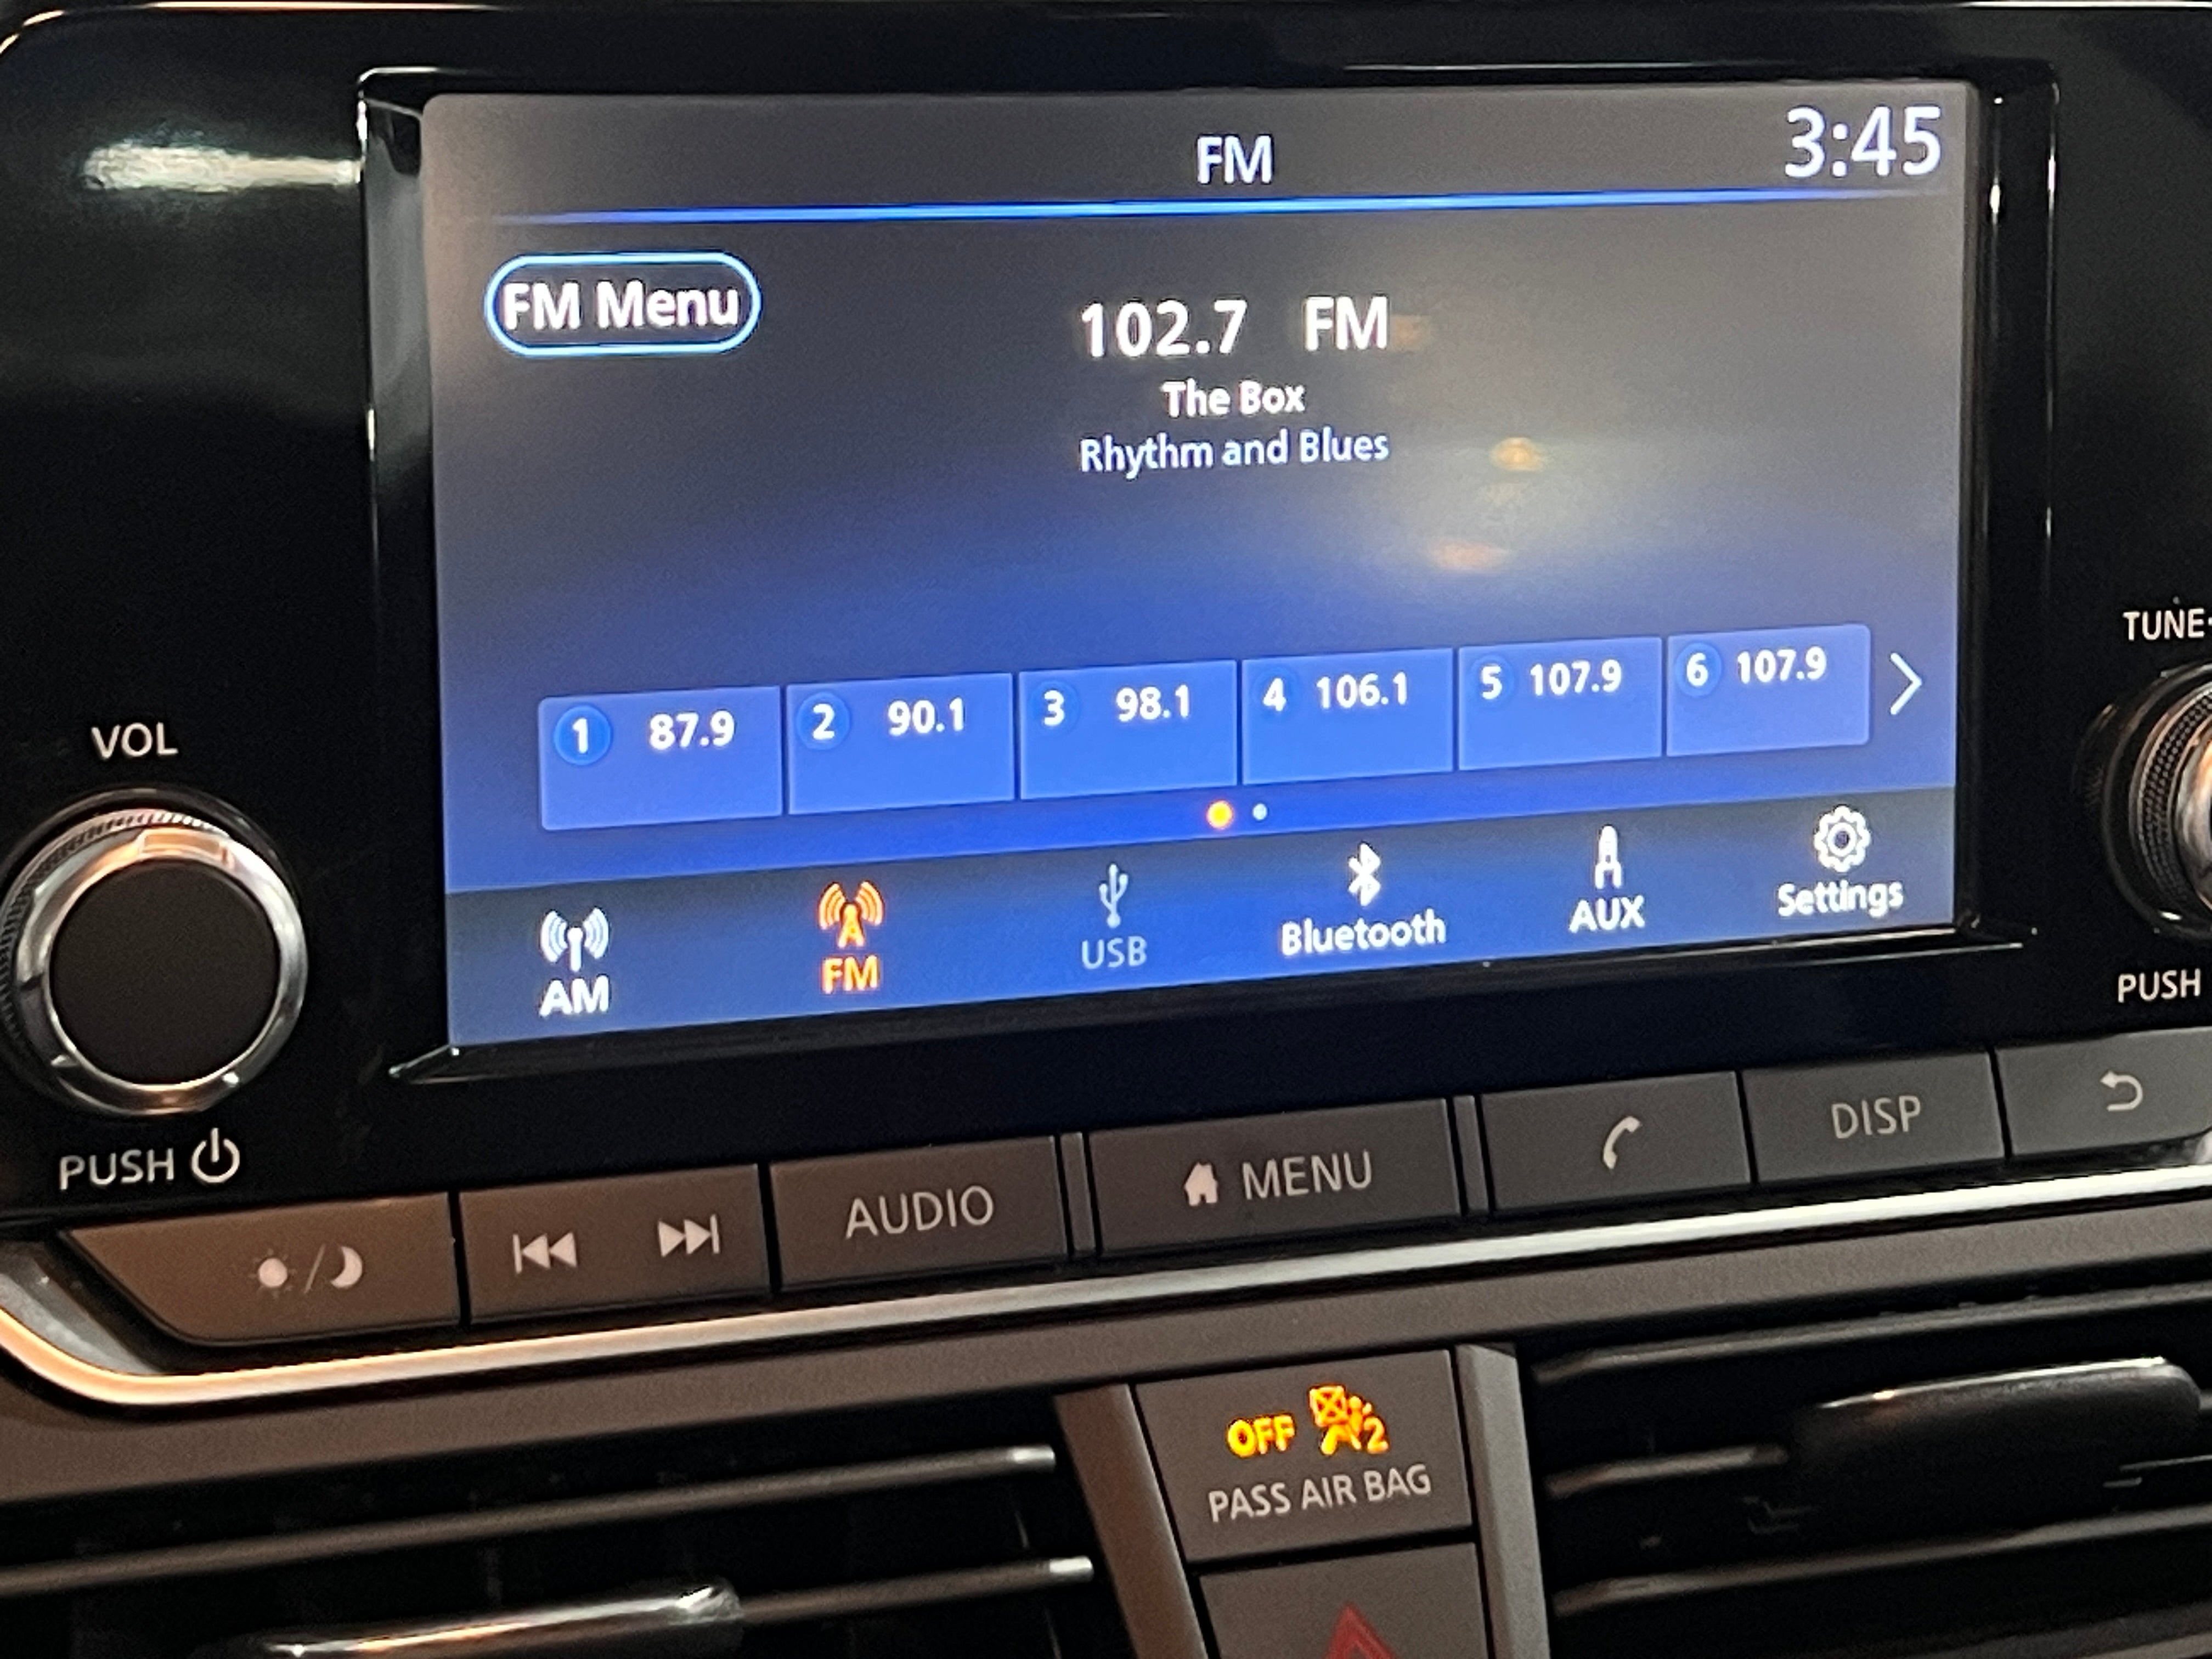 FM
3:45
FM Menu
102.7 FM
The Box
Rhythm and Blues
1 87.9 2 90.1 3 98.1 4 106.1 5 107.9 6 107.9
AM FM USB Bluetooth AUX Settings
VOL
PUSH
TUNE
PUSH
AUDIO MENU DISP
OFF 2
PASS AIR BAG